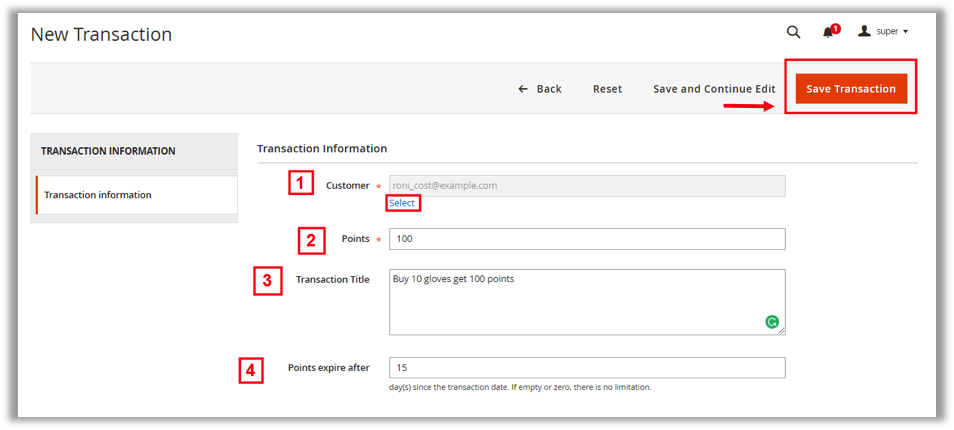 New Transaction
1
super
Back
Reset
Save and Continue Edit
Save Transaction
TRANSACTION INFORMATION
Transaction information
Transaction Information
1
Customer *
roni_cost@example.com
Select
2
Points *
100
3
Transaction Title
Buy 10 gloves get 100 points
4
Points expire after
15
day(s) since the transaction date. If empty or zero, there is no limitation.